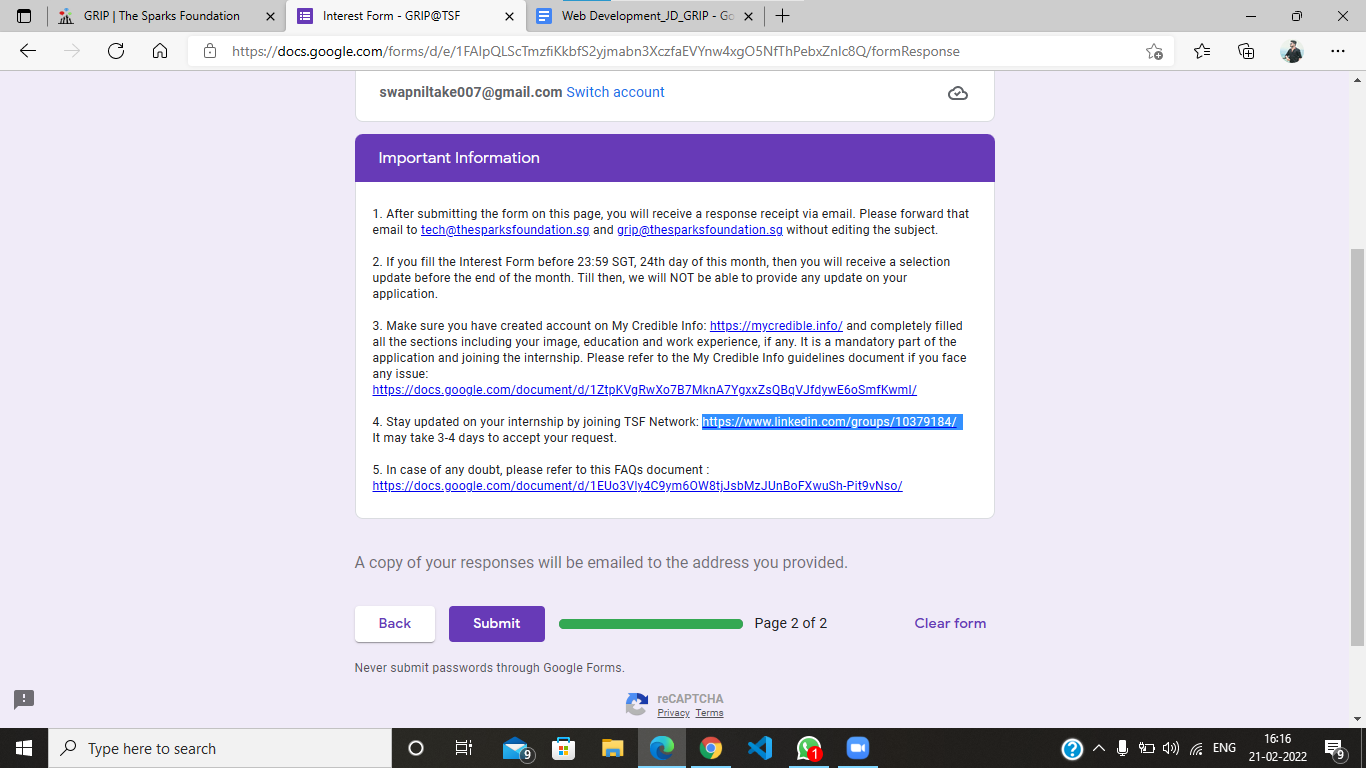 GRIP | The Sparks Foundation
Interest Form - GRIP@TSF
Web Development_JD_GRIP - Go
https://docs.google.com/forms/d/e/1FAIpQLScTmzfiKkbfS2yjmabn3XczfaEVYnw4xgO5NfThPebxZnIc8Q/formResponse
swapniltake007@gmail.com Switch account
Important Information
1. After submitting the form on this page, you will receive a response receipt via email. Please forward that
email to tech@thesparksfoundation.sg and grip@thesparksfoundation.sg without editing the subject.
2. If you fill the Interest Form before 23:59 SGT, 24th day of this month, then you will receive a selection
update before the end of the month. Till then, we will NOT be able to provide any update on your
application.
3. Make sure you have created account on My Credible Info: https://mycredible.info/ and completely filled
all the sections including your image, education and work experience, if any. It is a mandatory part of the
application and joining the internship. Please refer to the My Credible Info guidelines document if you face
any issue:
https://docs.google.com/document/d/1ZtpKVgRwXo7B7MknA7YgxxZsQBqVJfdywE6oSmfKwmI/
4. Stay updated on your internship by joining TSF Network: https://www.linkedin.com/groups/10379184/
It may take 3-4 days to accept your request.
5. In case of any doubt, please refer to this FAQs document :
https://docs.google.com/document/d/1EUo3Vly4C9ym6OW8tjJsbMzJUnBoFXwuSh-Pit9vNso/
A copy of your responses will be emailed to the address you provided.
Back
Submit
Page 2 of 2
Clear form
Never submit passwords through Google Forms.
reCAPTCHA
Privacy Terms
Type here to search
9
1
ENG
16:16
21-02-2022
9